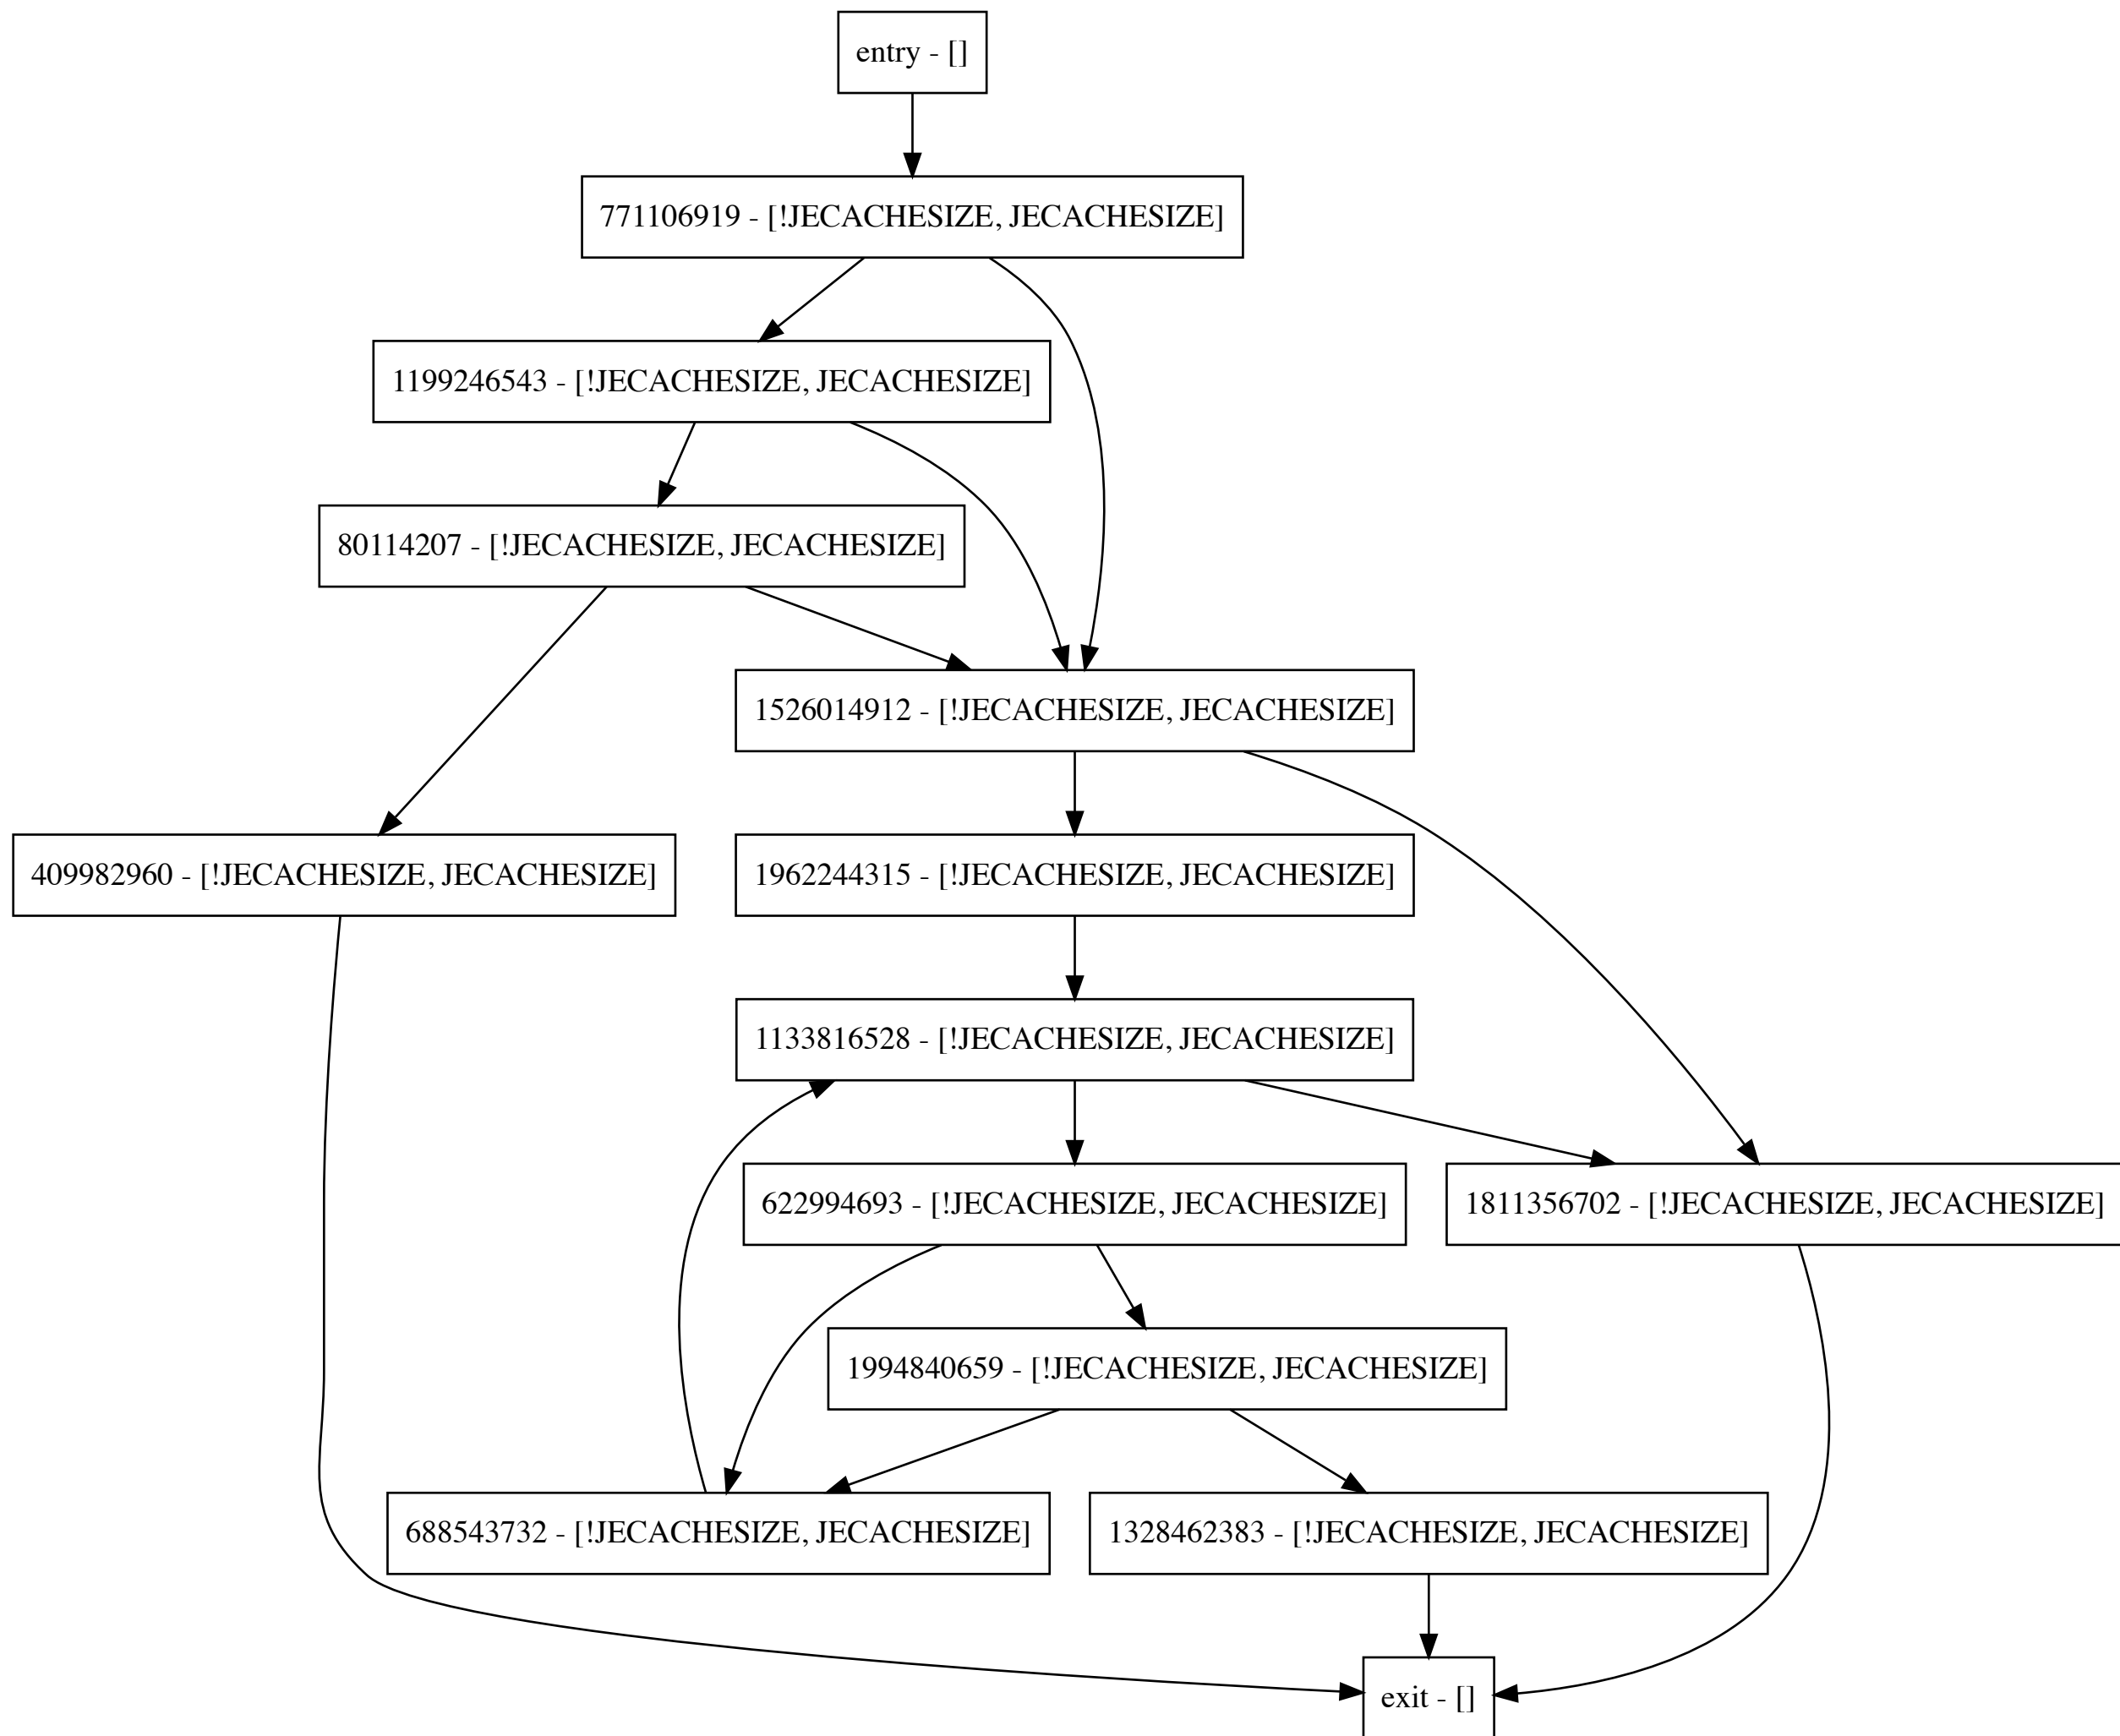 entry - []
771106919 - [!JECACHESIZE, JECACHESIZE]
1199246543 - [!JECACHESIZE, JECACHESIZE]
80114207 - [!JECACHESIZE, JECACHESIZE]
1526014912 - [!JECACHESIZE, JECACHESIZE]
409982960 - [!JECACHESIZE, JECACHESIZE]
1962244315 - [!JECACHESIZE, JECACHESIZE]
1133816528 - [!JECACHESIZE, JECACHESIZE]
622994693 - [!JECACHESIZE, JECACHESIZE]
1811356702 - [!JECACHESIZE, JECACHESIZE]
1994840659 - [!JECACHESIZE, JECACHESIZE]
688543732 - [!JECACHESIZE, JECACHESIZE]
1328462383 - [!JECACHESIZE, JECACHESIZE]
exit - []